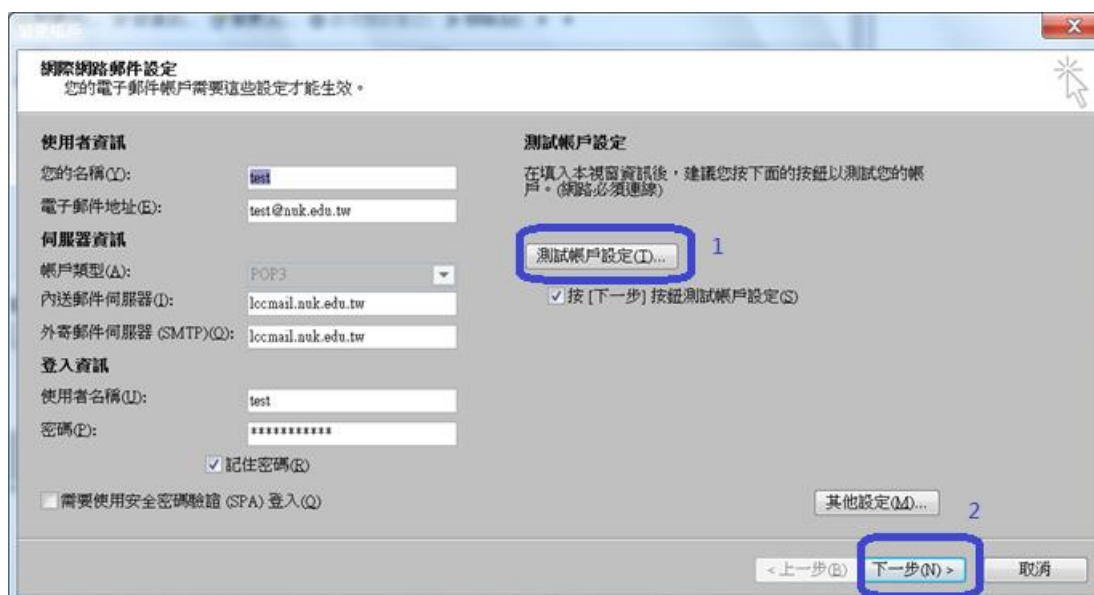 網際網路郵件設定
您的電子郵件帳戶需要這些設定才能生效。
使用者資訊
您的名稱(Y):
test
電子郵件地址(E):
test@nuk.edu.tw
伺服器資訊
帳戶類型(A):
POP3
內送郵件伺服器(I):
lccmail.nuk.edu.tw
外寄郵件伺服器 (SMTP)(O):
lccmail.nuk.edu.tw
登入資訊
使用者名稱(U):
test
密碼(P):
***********
記住密碼(R)
需要使用安全密碼驗證 (SPA) 登入(Q)
測試帳戶設定
在填入本視窗資訊後，建議您按下面的按鈕以測試您的帳
戶。(網路必須連線)
測試帳戶設定(T)...
1
按 [下一步] 按鈕測試帳戶設定(S)
其他設定(M)...
2
< 上一步(B)
下一步(N) >
取消